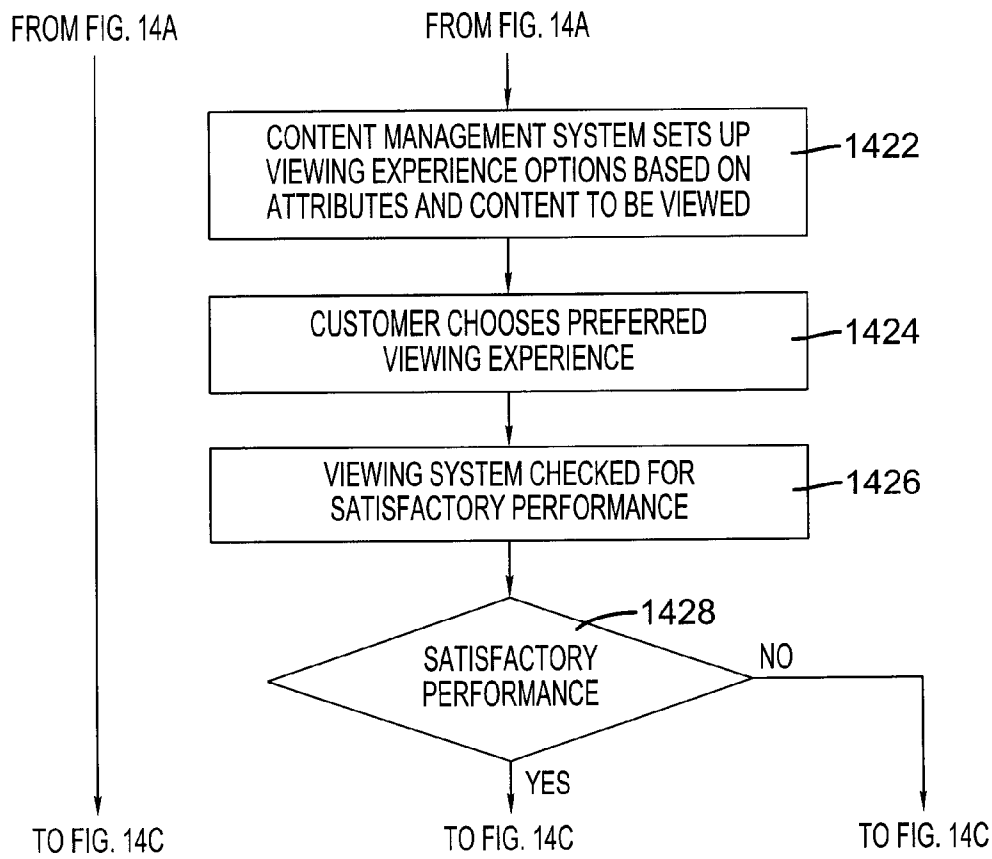 FROM FIG. 14A
FROM FIG. 14A
CONTENT MANAGEMENT SYSTEM SETS UP
VIEWING EXPERIENCE OPTIONS BASED ON
ATTRIBUTES AND CONTENT TO BE VIEWED
1422
CUSTOMER CHOOSES PREFERRED
VIEWING EXPERIENCE
1424
VIEWING SYSTEM CHECKED FOR
SATISFACTORY PERFORMANCE
1426
1428
SATISFACTORY
PERFORMANCE
NO
YES
TO FIG. 14C
TO FIG. 14C
TO FIG. 14C